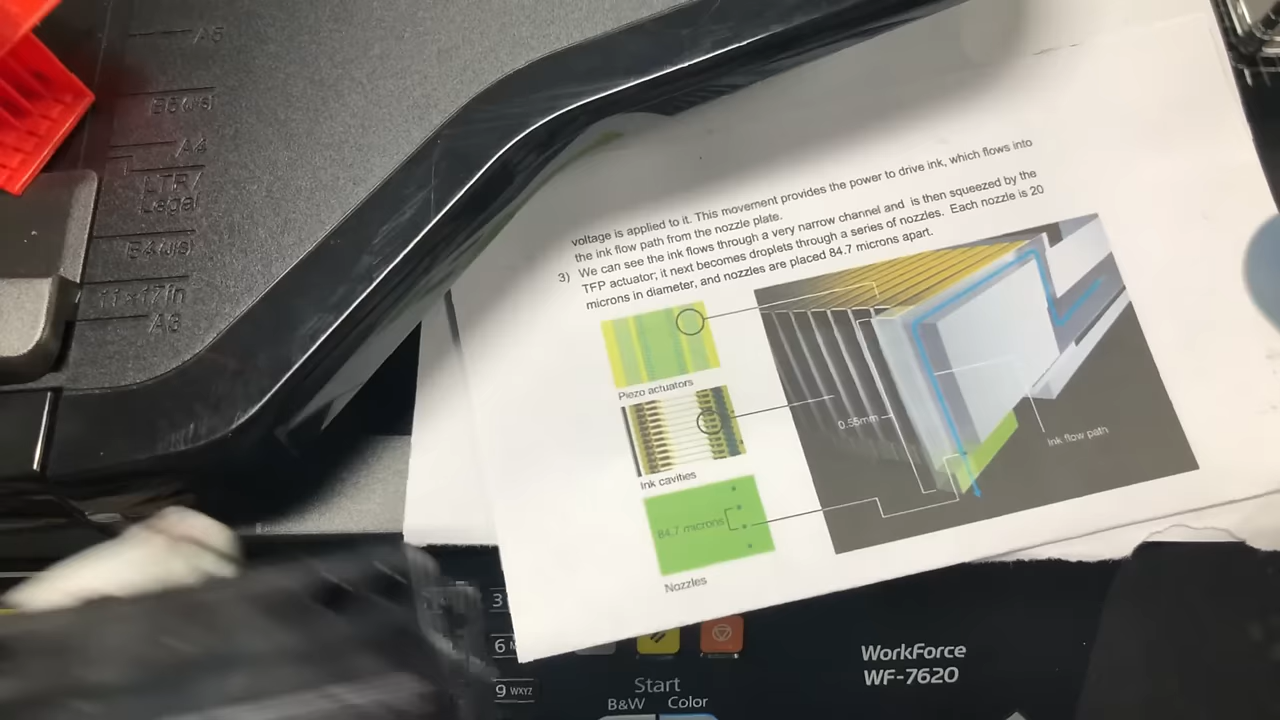 A5
B5(JIS)
A4
LTR/
Legal
B4(JIS)
11×17in
A3
voltage is applied to it. This movement provides the power to drive ink, which flows into
the ink flow path from the nozzle plate.
3) We can see the ink flows through a very narrow channel and is then squeezed by the
TFP actuator; it next becomes droplets through a series of nozzles. Each nozzle is 20
microns in diameter, and nozzles are placed 84.7 microns apart.
Piezo actuators
Ink cavities
84.7 microns
Nozzles
0.55mm
Ink flow path
3
6
9 WXYZ
Start
B&W Color
WorkForce
WF-7620